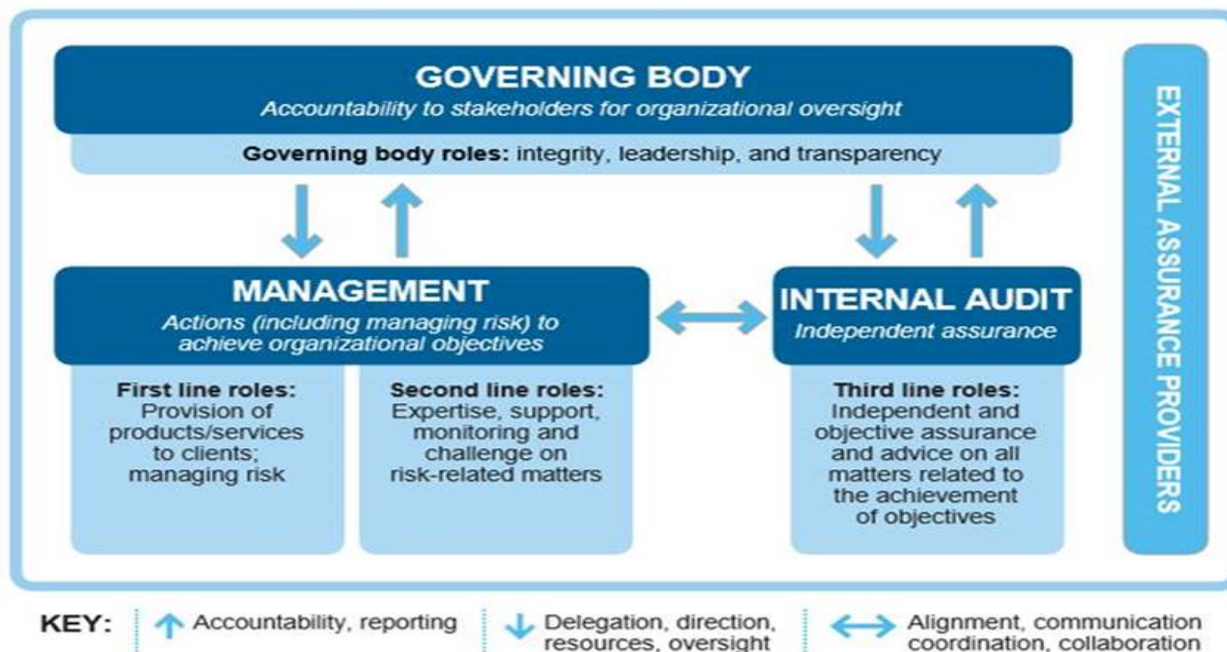 GOVERNING BODY
Accountability to stakeholders for organizational oversight
Governing body roles: integrity, leadership, and transparency
MANAGEMENT
Actions (including managing risk) to
achieve organizational objectives
First line roles:
Provision of
products/services
to clients;
managing risk
Second line roles:
Expertise, support,
monitoring and
challenge on
risk-related matters
INTERNAL AUDIT
Independent assurance
Third line roles:
Independent and
objective assurance
and advice on all
matters related to
the achievement
of objectives
EXTERNAL ASSURANCE PROVIDERS
KEY:
Accountability, reporting
Delegation, direction,
resources, oversight
Alignment, communication
coordination, collaboration